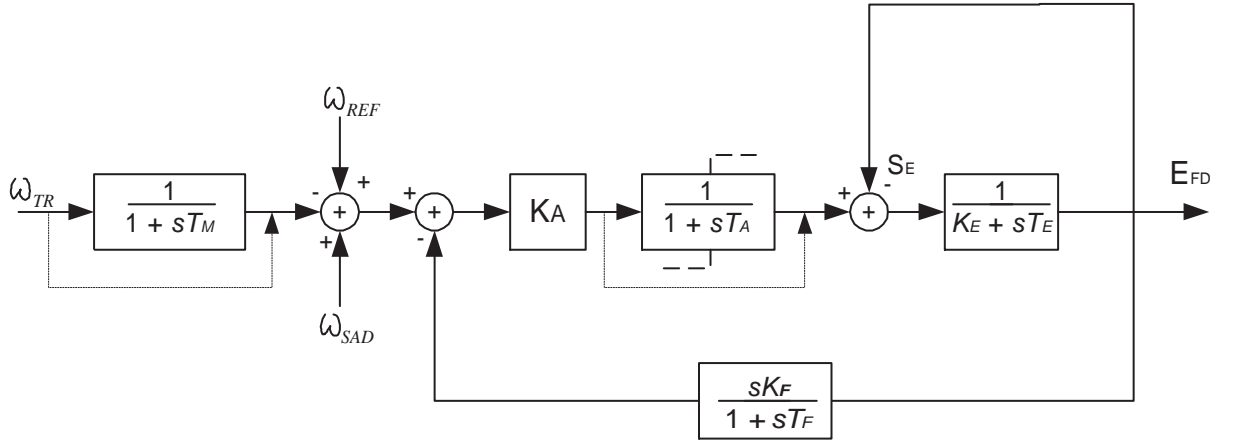 ω_REF
ω_TR
1
1 + sT_M
-
+
+
+
+
-
+
K_A
1
1 + sT_A
+
S_E
-
+
1
K_E + sT_E
E_FD
ω_SAD
sK_F
1 + sT_F